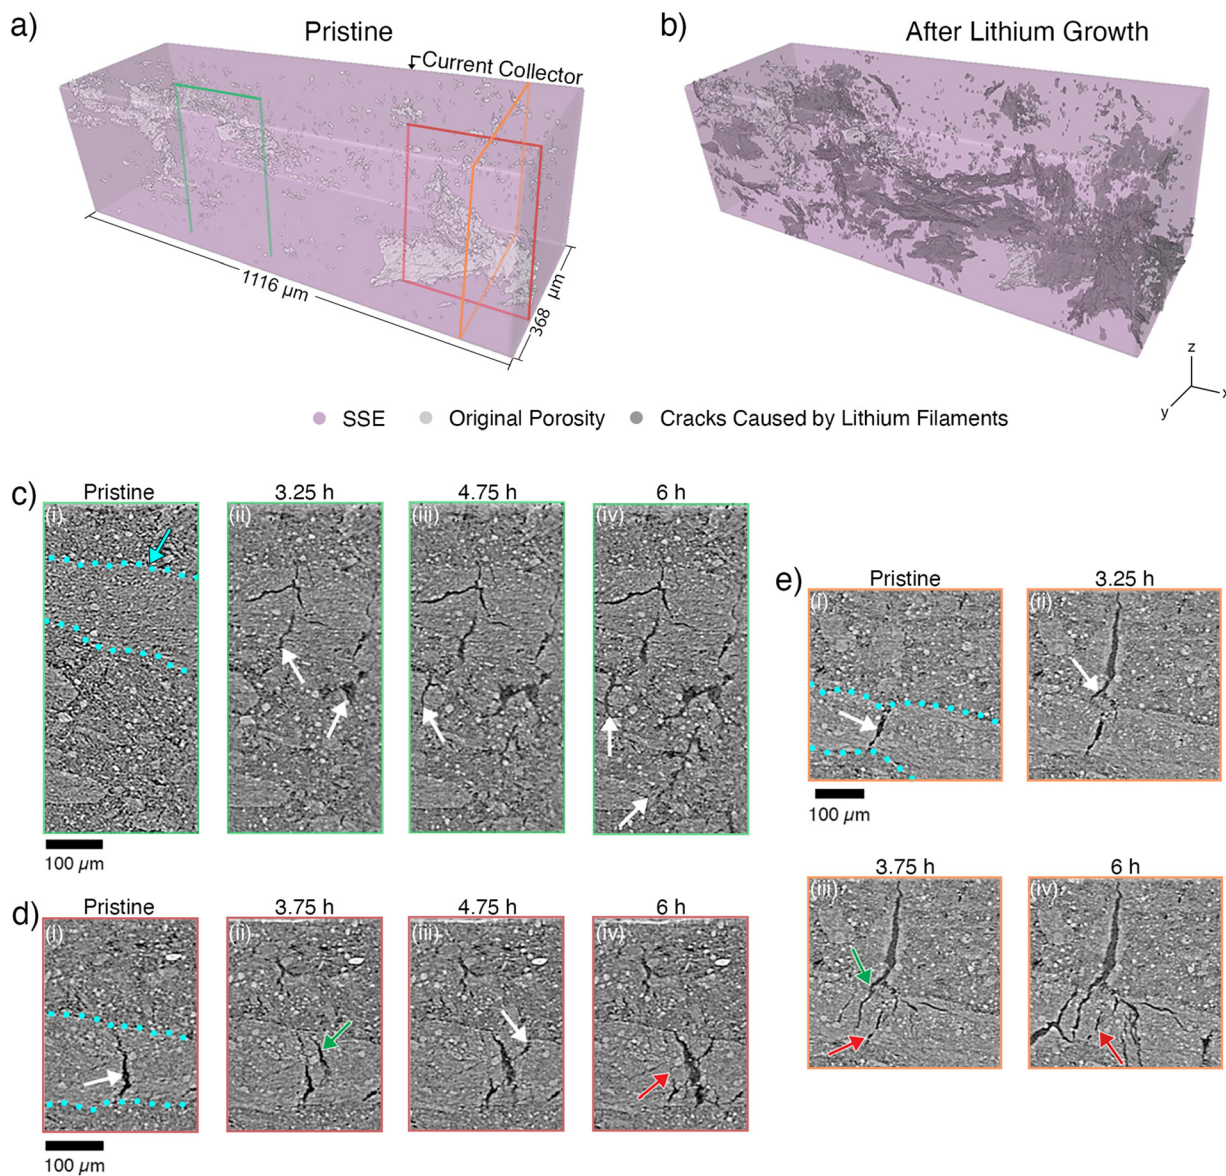 a)
Pristine
Current Collector
1116 µm
368 µm
b)
After Lithium Growth
z
y
x
SSE
Original Porosity
Cracks Caused by Lithium Filaments
c)
Pristine
3.25 h
4.75 h
6 h
(i)
(ii)
(iii)
(iv)
100 µm
d)
Pristine
3.75 h
4.75 h
6 h
(i)
(ii)
(iii)
(iv)
100 µm
e)
Pristine
3.25 h
(i)
(ii)
100 µm
3.75 h
6 h
(iii)
(iv)